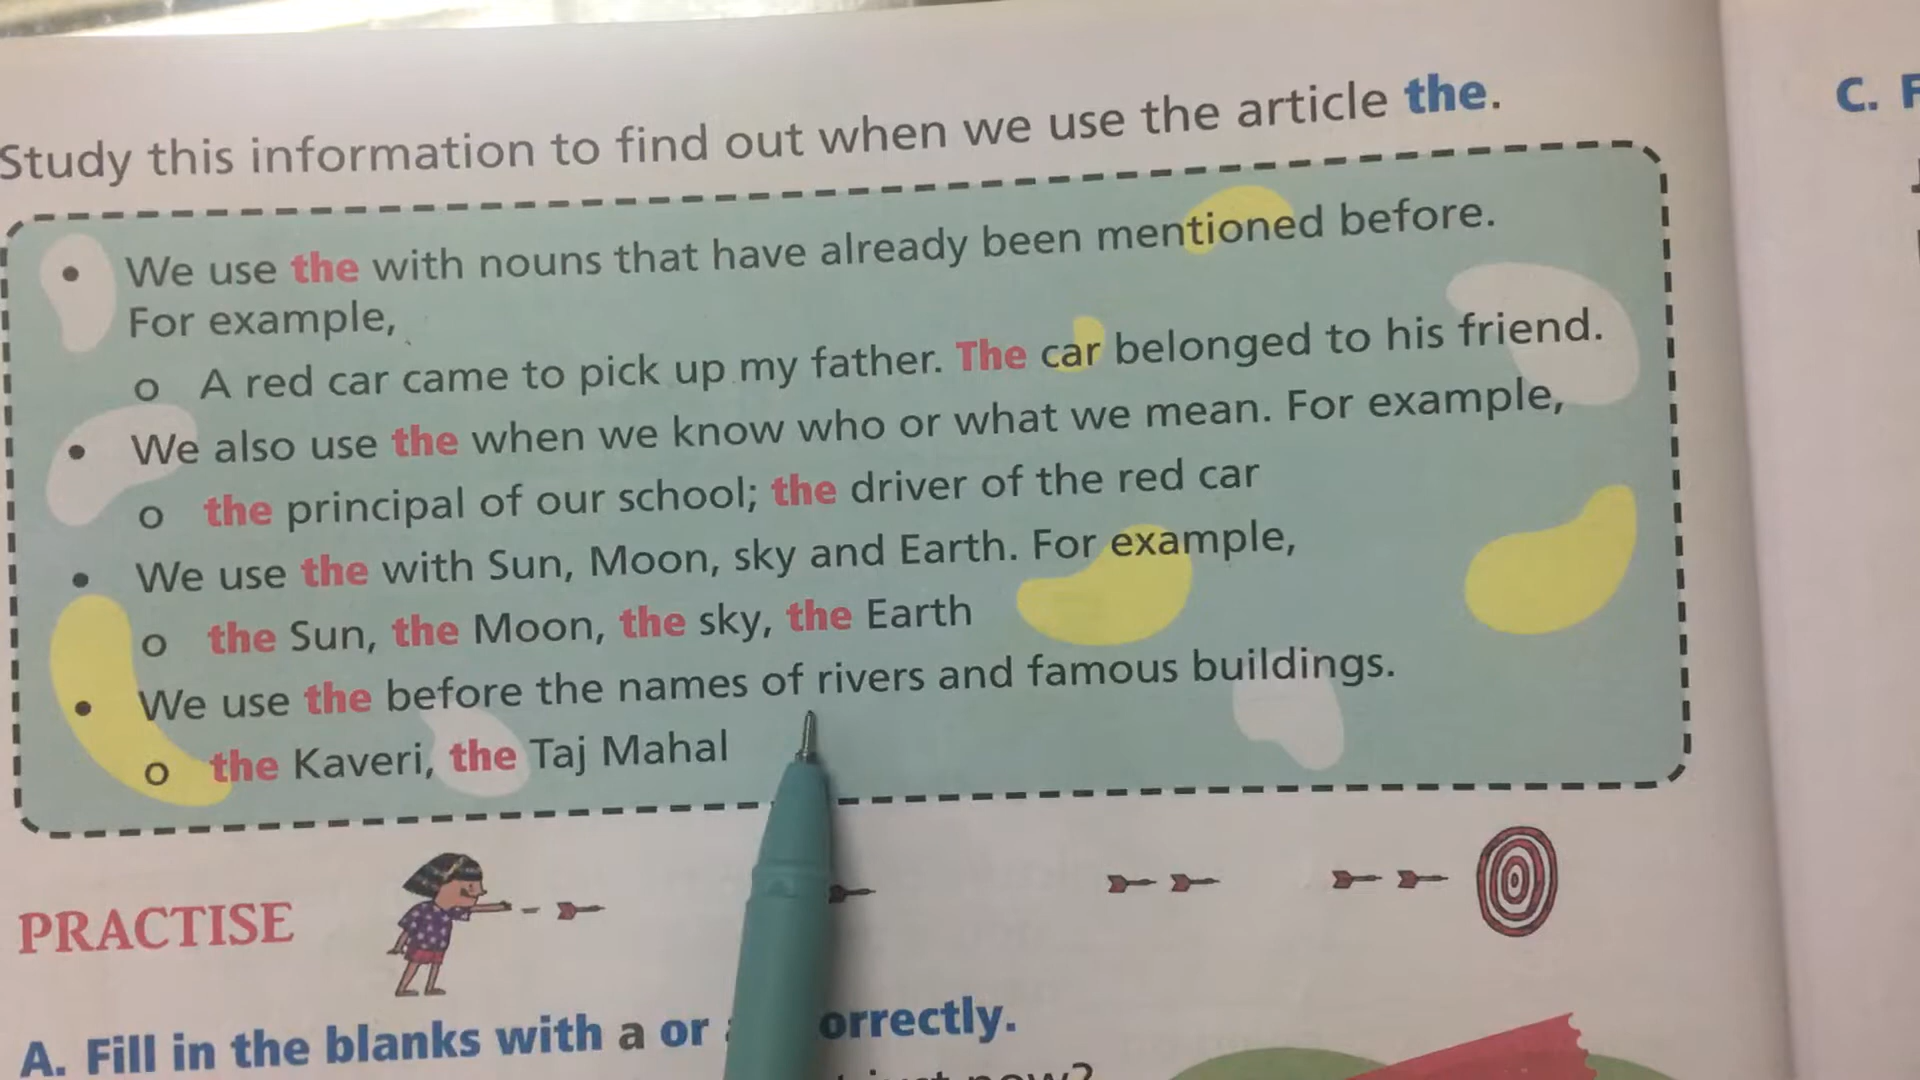 Study this information to find out when we use the article the.
C.
• We use the with nouns that have already been mentioned before.
For example,
o A red car came to pick up my father. The car belonged to his friend.
• We also use the when we know who or what we mean. For example,
o the principal of our school; the driver of the red car
• We use the with Sun, Moon, sky and Earth. For example,
o the Sun, the Moon, the sky, the Earth
• We use the before the names of rivers and famous buildings.
o the Kaveri, the Taj Mahal
PRACTISE
A. Fill in the blanks with a or orrectly.